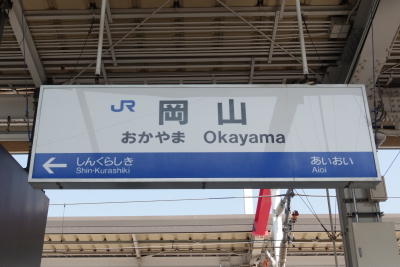 JR 岡山
おかやま Okayama
← しんくらしき あいおい
Shin-Kurashiki Aioi